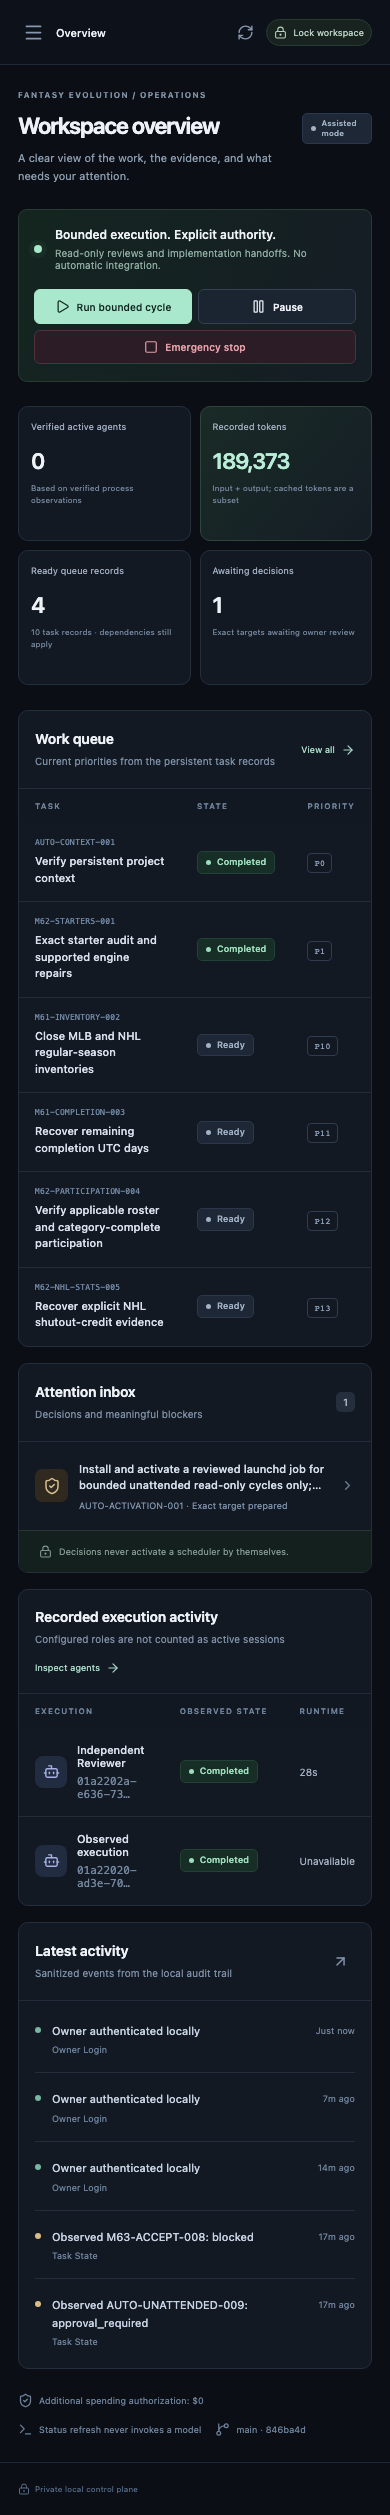 Overview
Lock workspace
FANTASY EVOLUTION / OPERATIONS
Workspace overview
Assisted
mode
A clear view of the work, the evidence, and what
needs your attention.
Bounded execution. Explicit authority.
Read-only reviews and implementation handoffs. No
automatic integration.
Run bounded cycle
Pause
Emergency stop
Verified active agents
0
Based on verified process
observations
Recorded tokens
189,373
Input + output; cached tokens are a
subset
Ready queue records
4
10 task records · dependencies still
apply
Awaiting decisions
1
Exact targets awaiting owner review
Work queue
Current priorities from the persistent task records
View all
TASK STATE PRIORITY
AUTO-CONTEXT-001
Verify persistent project
context
Completed
P0
M62-STARTERS-001
Exact starter audit and
supported engine
repairs
Completed
P1
M61-INVENTORY-002
Close MLB and NHL
regular-season
inventories
Ready
P10
M61-COMPLETION-003
Recover remaining
completion UTC days
Ready
P11
M62-PARTICIPATION-004
Verify applicable roster
and category-complete
participation
Ready
P12
M62-NHL-STATS-005
Recover explicit NHL
shutout-credit evidence
Ready
P13
Attention inbox
Decisions and meaningful blockers
1
Install and activate a reviewed launchd job for
bounded unattended read-only cycles only;...
AUTO-ACTIVATION-001 · Exact target prepared
Decisions never activate a scheduler by themselves.
Recorded execution activity
Configured roles are not counted as active sessions
Inspect agents
EXECUTION OBSERVED STATE RUNTIME
Independent
Reviewer
01a2202a-
e636-73…
Completed
28s
Observed
execution
01a22020-
ad3e-70…
Completed
Unavailable
Latest activity
Sanitized events from the local audit trail
Owner authenticated locally
Just now
Owner Login
Owner authenticated locally
7m ago
Owner Login
Owner authenticated locally
14m ago
Owner Login
Observed M63-ACCEPT-008: blocked
17m ago
Task State
Observed AUTO-UNATTENDED-009:
approval_required
17m ago
Task State
Additional spending authorization: $0
Status refresh never invokes a model
main · 846ba4d
Private local control plane